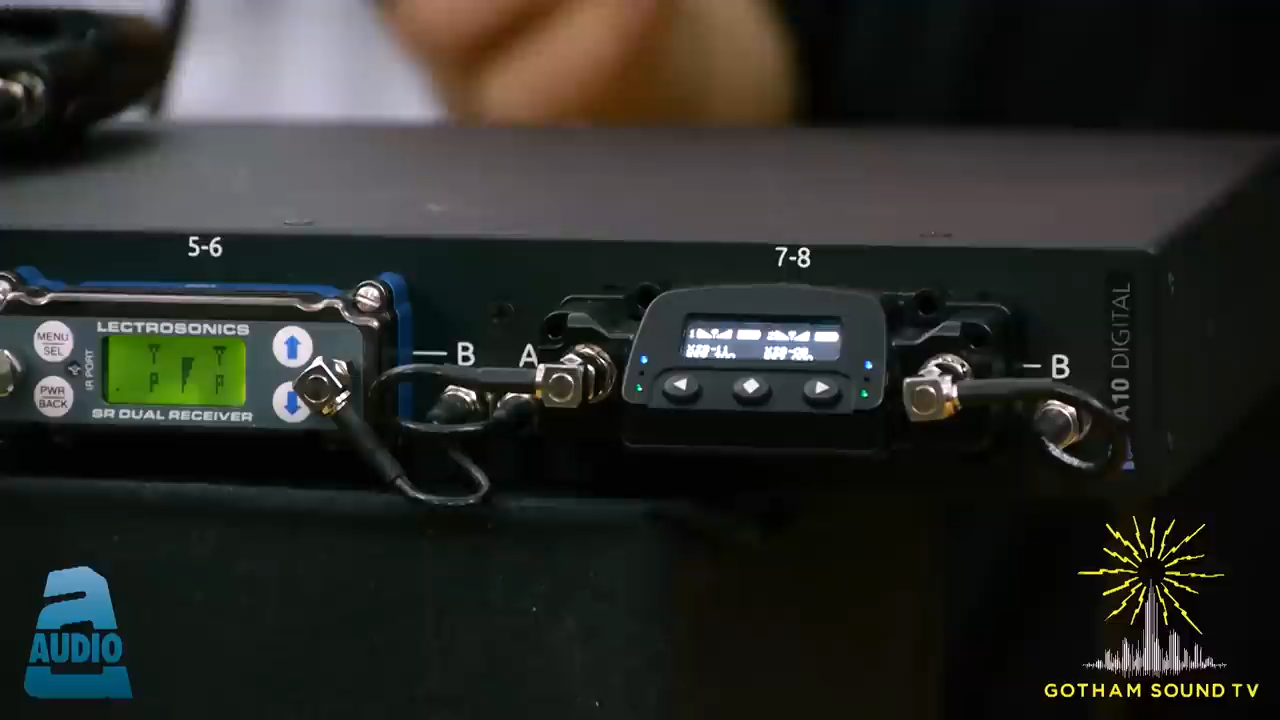 5-6
7-8
MENU
SEL
IR PORT
PWR
BACK
LECTROSONICS
SR DUAL RECEIVER
B
A
B
A10 DIGITAL
a
AUDIO
GOTHAM SOUND TV